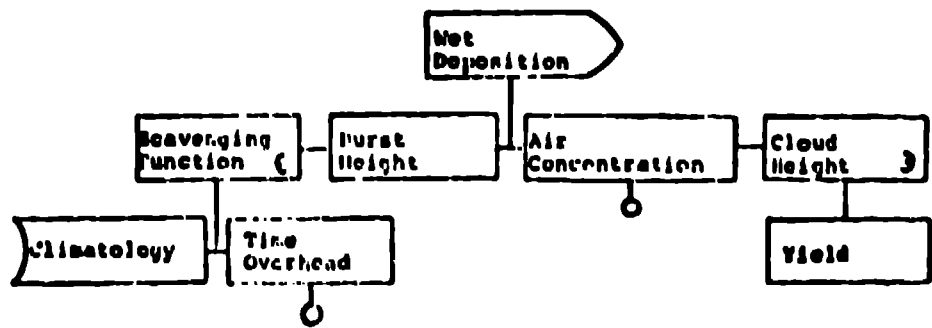 Wet
Deposition
Scavenging
Function (
Burst
Height
Air
Concentration
Cloud
Height )
Climatology
Time
Overhead
Yield